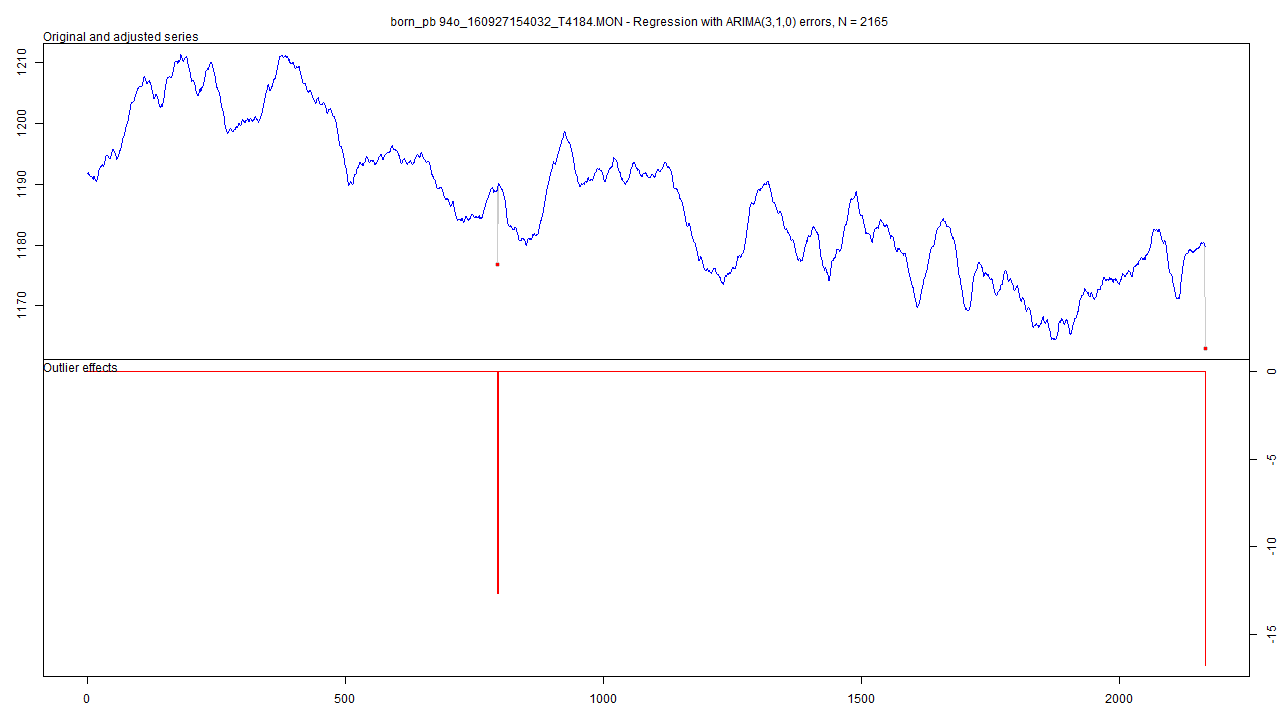 born_pb 94o_160927154032_T4184.MON - Regression with ARIMA(3,1,0) errors, N = 2165
Original and adjusted series
1210
1200
1190
1180
1170
Outlier effects
0
-5
-10
-15
0 500 1000 1500 2000